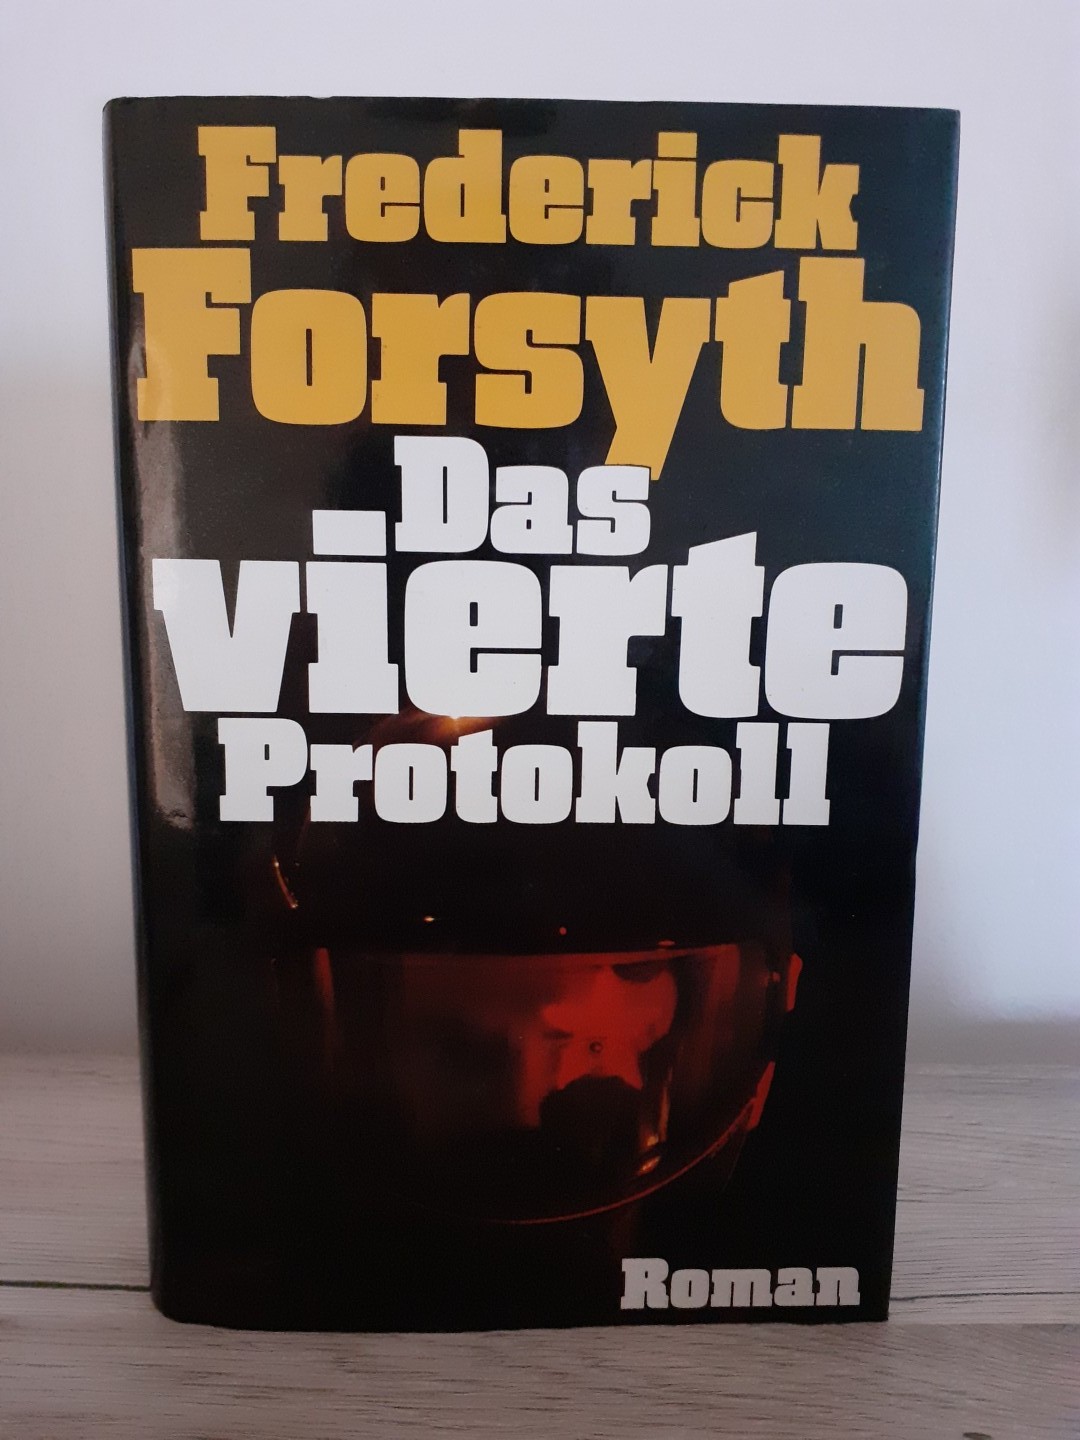 Frederick
Forsyth
Das
vierte
Protokoll
Roman